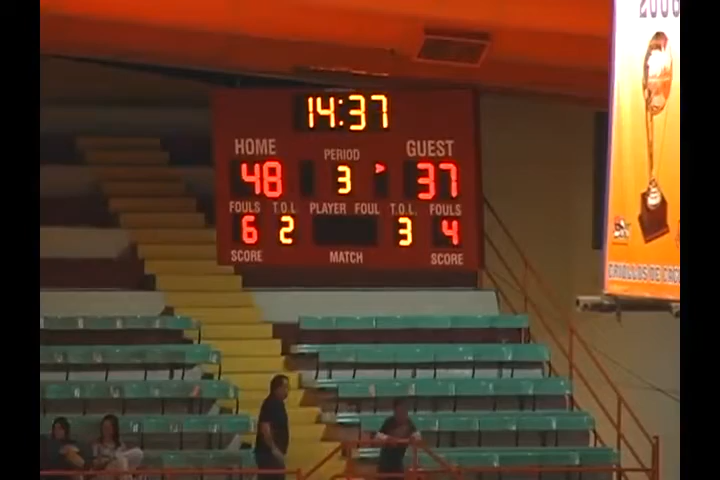 2006
14:37
HOME GUEST
PERIOD
48 3 37
FOULS T.O.L. PLAYER FOUL T.O.L. FOULS
6 2 3 4
SCORE MATCH SCORE